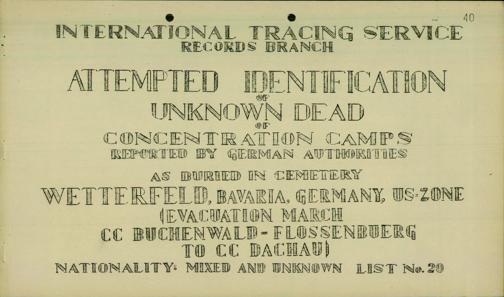 40
INTERNATIONAL TRACING SERVICE
RECORDS BRANCH
ATTEMPTED IDENTIFICATION
OF
UNKNOWN DEAD
OF
CONCENTRATION CAMPS
REPORTED BY GERMAN AUTHORITIES
AS BURIED IN CEMETERY
WETTERFELD, BAVARIA, GERMANY, US-ZONE
(EVACUATION MARCH
CC BUCHENWALD - FLOSSENBUERG
TO CC DACHAU)
NATIONALITY: MIXED AND UNKNOWN LIST No. 29